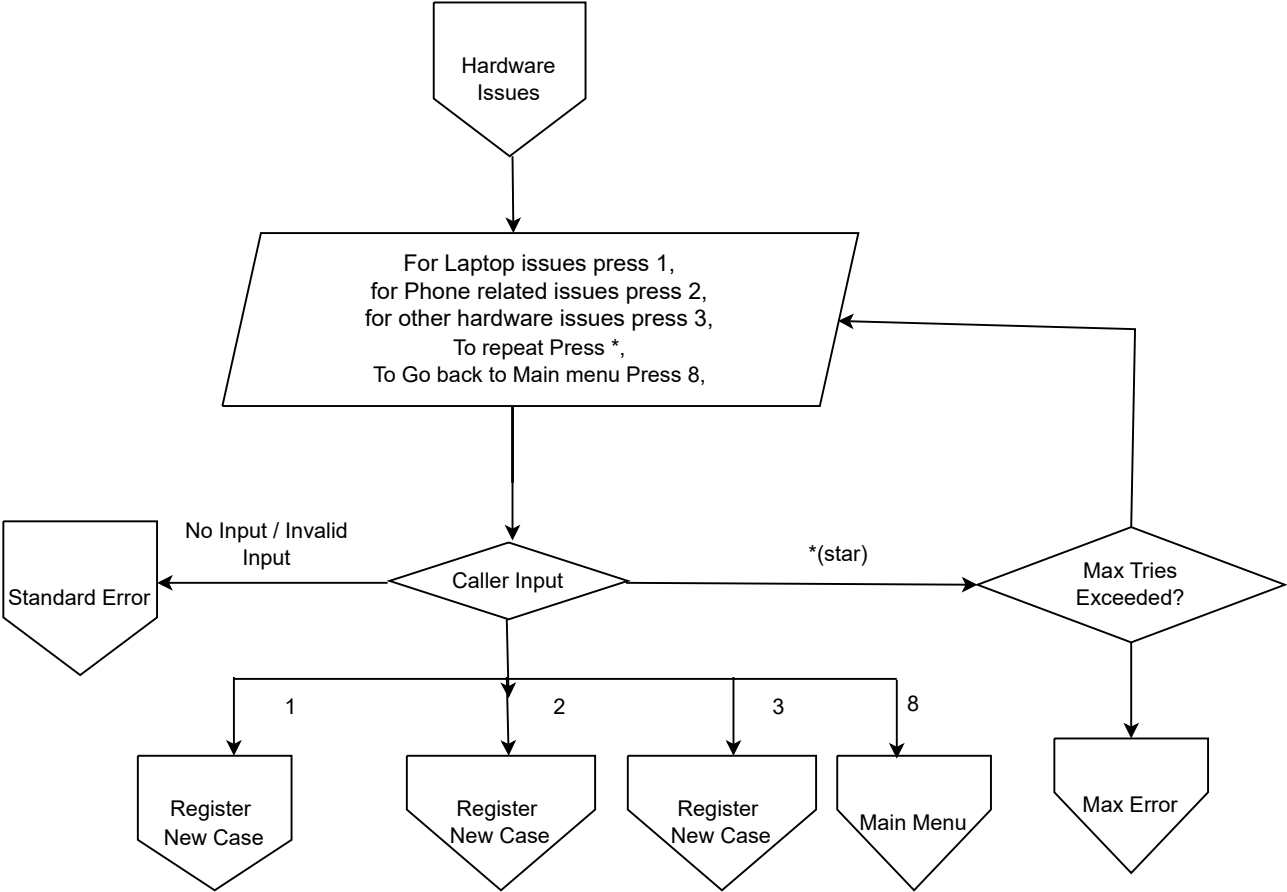 Hardware
Issues
For Laptop issues press 1,
for Phone related issues press 2,
for other hardware issues press 3,
To repeat Press *,
To Go back to Main menu Press 8,
No Input / Invalid
Input
*(star)
Standard Error
Caller Input
Max Tries
Exceeded?
1
2
3
8
Register
New Case
Register
New Case
Register
New Case
Main Menu
Max Error